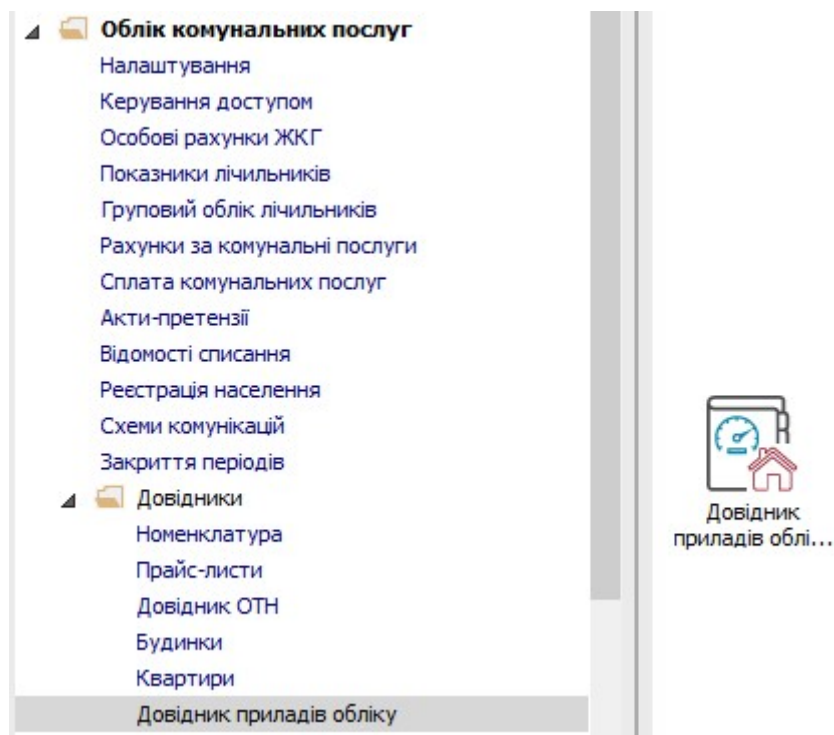 Облік комунальних послуг
Налаштування
Керування доступом
Особові рахунки ЖКГ
Показники лічильників
Груповий облік лічильників
Рахунки за комунальні послуги
Сплата комунальних послуг
Акти-претензії
Відомості списання
Реєстрація населення
Схеми комунікацій
Закриття періодів
Довідники
Номенклатура
Прайс-листи
Довідник ОТН
Будинки
Квартири
Довідник приладів обліку
Довідник
приладів облі...